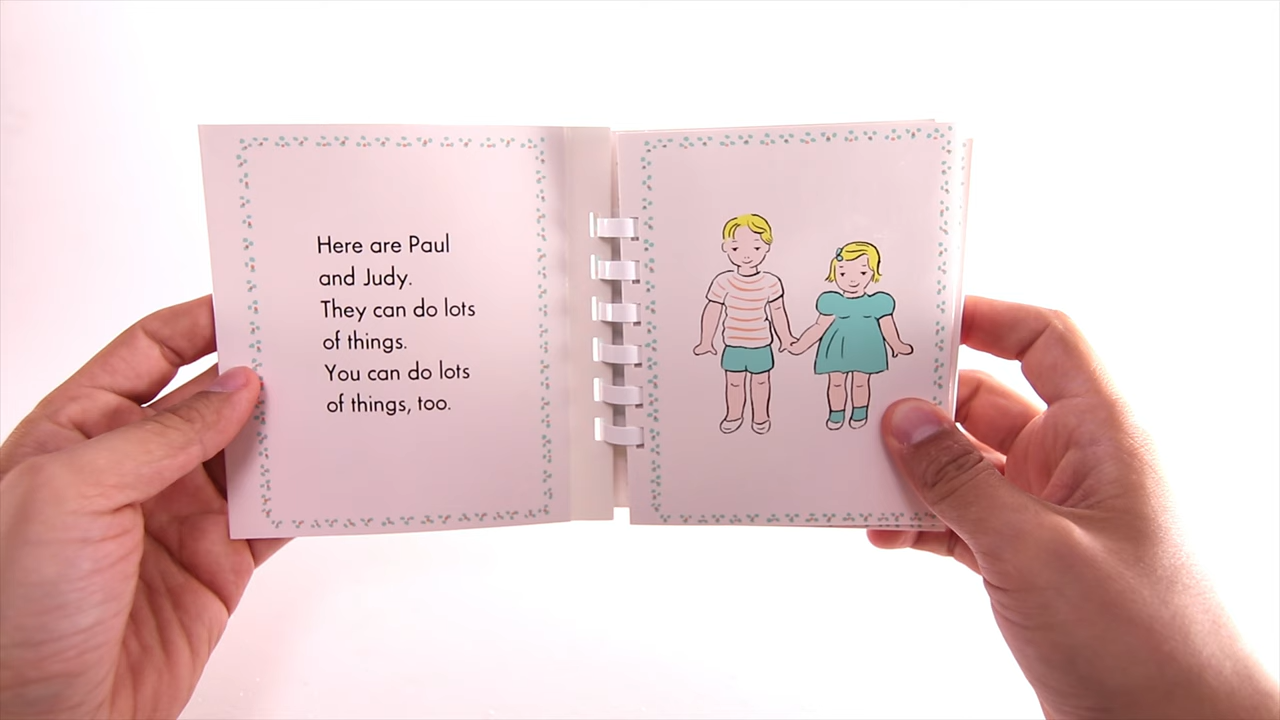 Here are Paul
and Judy.
They can do lots
of things.
You can do lots
of things, too.